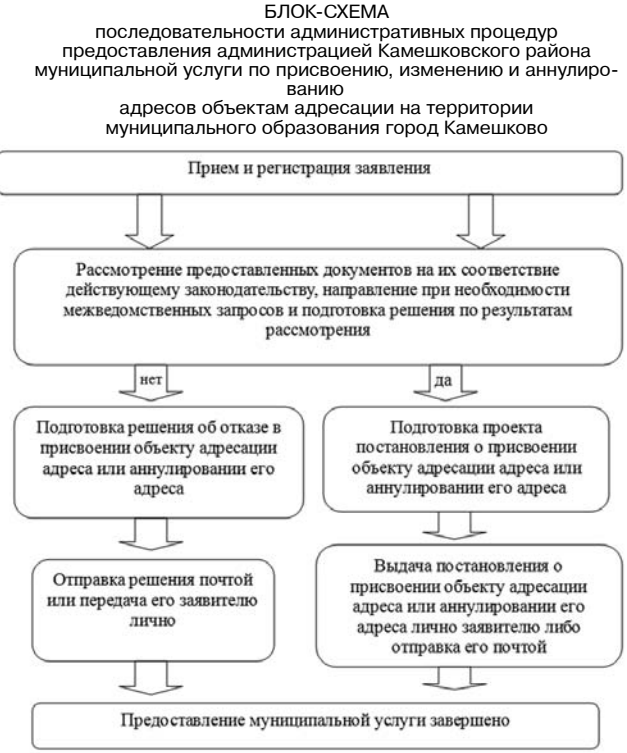 БЛОК-СХЕМА
последовательности административных процедур
предоставления администрацией Камешковского района
муниципальной услуги по присвоению, изменению и аннулиро-
ванию
адресов объектам адресации на территории
муниципального образования город Камешково
Прием и регистрация заявления
Рассмотрение предоставленных документов на их соответствие
действующему законодательству, направление при необходимости
межведомственных запросов и подготовка решения по результатам
рассмотрения
нет
да
Подготовка решения об отказе в
присвоении объекту адресации
адреса или аннулировании его
адреса
Подготовка проекта
постановления о присвоении
объекту адресации адреса или
аннулировании его адреса
Отправка решения почтой
или передача его заявителю
лично
Выдача постановления о
присвоении объекту адресации
адреса или аннулировании его
адреса лично заявителю либо
отправка его почтой
Предоставление муниципальной услуги завершено